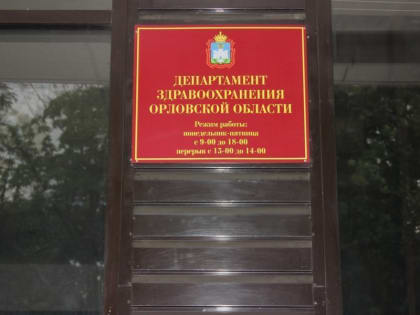 ДЕПАРТАМЕНТ
ЗДРАВООХРАНЕНИЯ
ОРЛОВСКОЙ ОБЛАСТИ
Режим работы:
понедельник-пятница
с 9-00 до 18-00
перерыв с 13-00 до 14-00